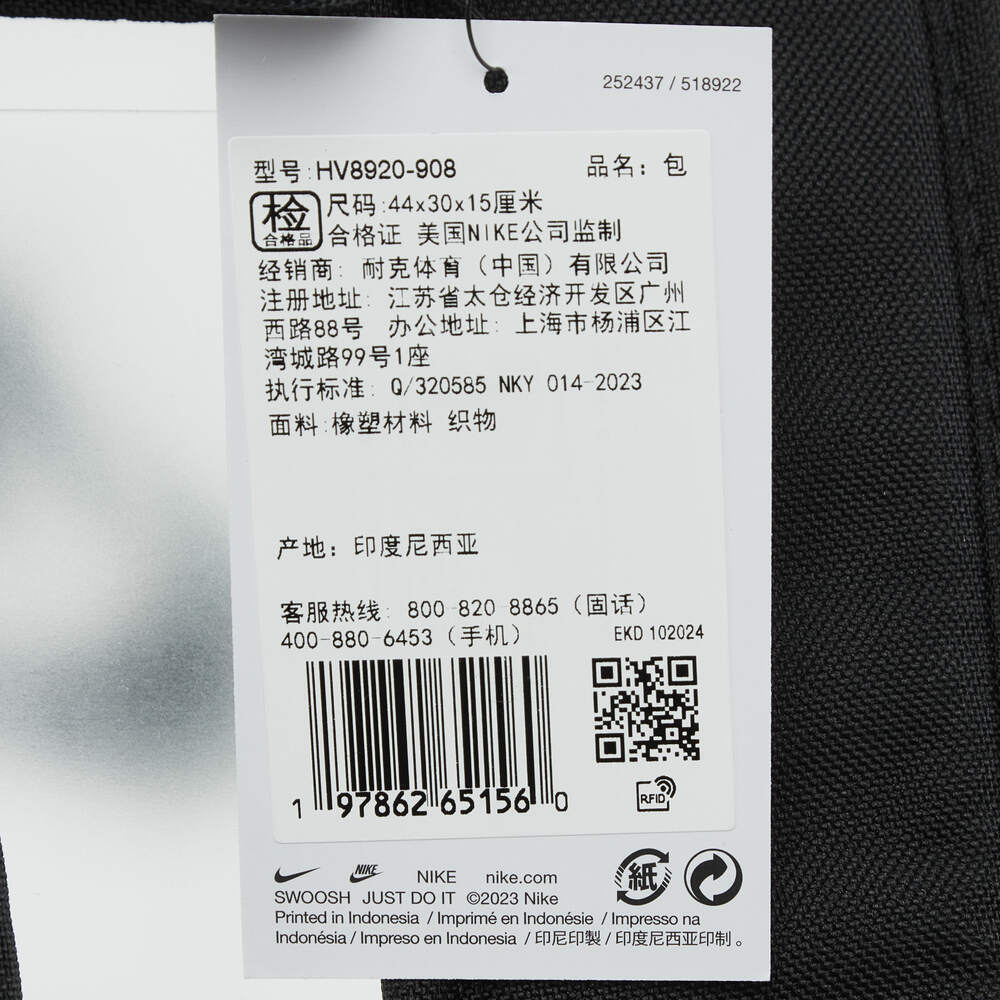 252437 / 518922
型号:HV8920-908 品名：包
检 合格品 尺码:44x30x15厘米
合格证 美国NIKE公司监制
经销商: 耐克体育（中国）有限公司
注册地址: 江苏省太仓经济开发区广州
西路88号 办公地址: 上海市杨浦区江
湾城路99号1座
执行标准: Q/320585 NKY 014-2023
面料:橡塑材料 织物
产地: 印度尼西亚
客服热线: 800-820-8865（固话）
400-880-6453（手机） EKD 102024
1 97862 65156 0
RFID
NIKE NIKE nike.com 紙
SWOOSH JUST DO IT ©2023 Nike
Printed in Indonesia / Imprimé en Indonésie / Impresso na
Indonésia / Impreso en Indonesia / 印尼印製 / 印度尼西亚印制。